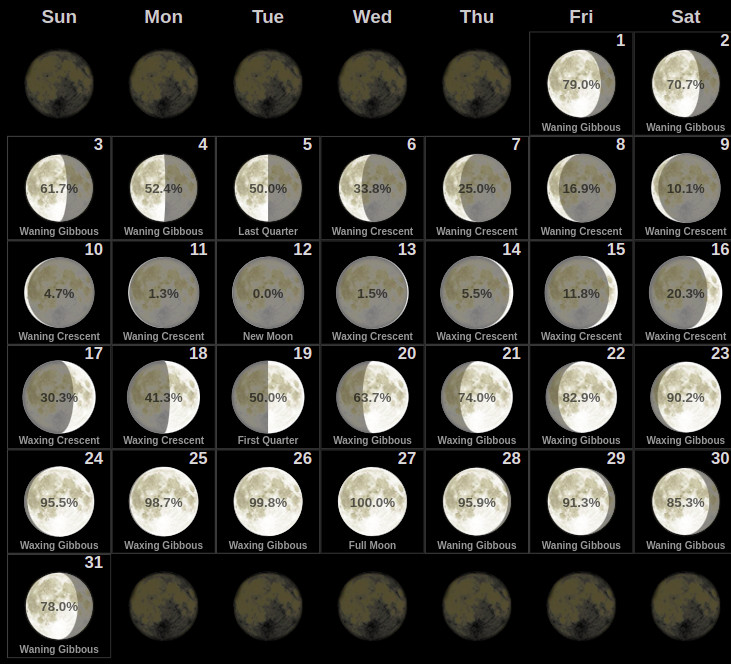 Sun Mon Tue Wed Thu Fri Sat
1 2
79.0% 70.7%
Waning Gibbous Waning Gibbous
3 4 5 6 7 8 9
61.7% 52.4% 50.0% 33.8% 25.0% 16.9% 10.1%
Waning Gibbous Waning Gibbous Last Quarter Waning Crescent Waning Crescent Waning Crescent Waning Crescent
10 11 12 13 14 15 16
4.7% 1.3% 0.0% 1.5% 5.5% 11.8% 20.3%
Waning Crescent Waning Crescent New Moon Waxing Crescent Waxing Crescent Waxing Crescent Waxing Crescent
17 18 19 20 21 22 23
30.3% 41.3% 50.0% 63.7% 74.0% 82.9% 90.2%
Waxing Crescent Waxing Crescent First Quarter Waxing Gibbous Waxing Gibbous Waxing Gibbous Waxing Gibbous
24 25 26 27 28 29 30
95.5% 98.7% 99.8% 100.0% 95.9% 91.3% 85.3%
Waxing Gibbous Waxing Gibbous Waxing Gibbous Full Moon Waning Gibbous Waning Gibbous Waning Gibbous
31
78.0%
Waning Gibbous